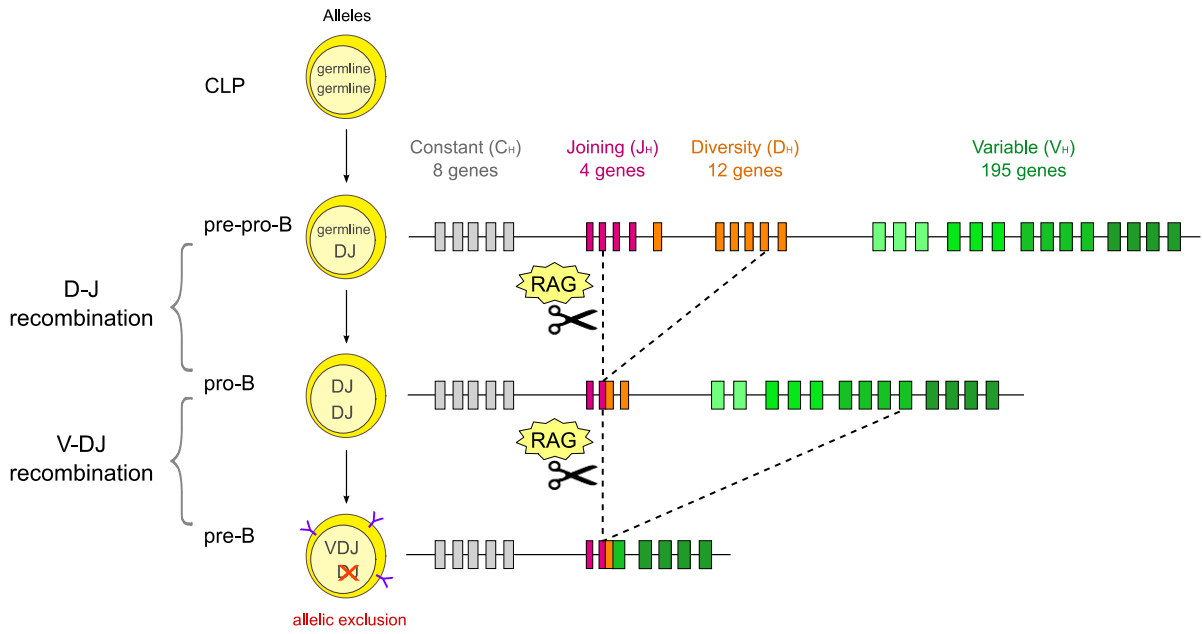 Alleles
germline
germline
CLP
Constant (CH)
8 genes
Joining (JH)
4 genes
Diversity (DH)
12 genes
Variable (VH)
195 genes
pre-pro-B
germline
DJ
RAG
D-J
recombination
pro-B
DJ
DJ
RAG
V-DJ
recombination
pre-B
VDJ
DJ
allelic exclusion